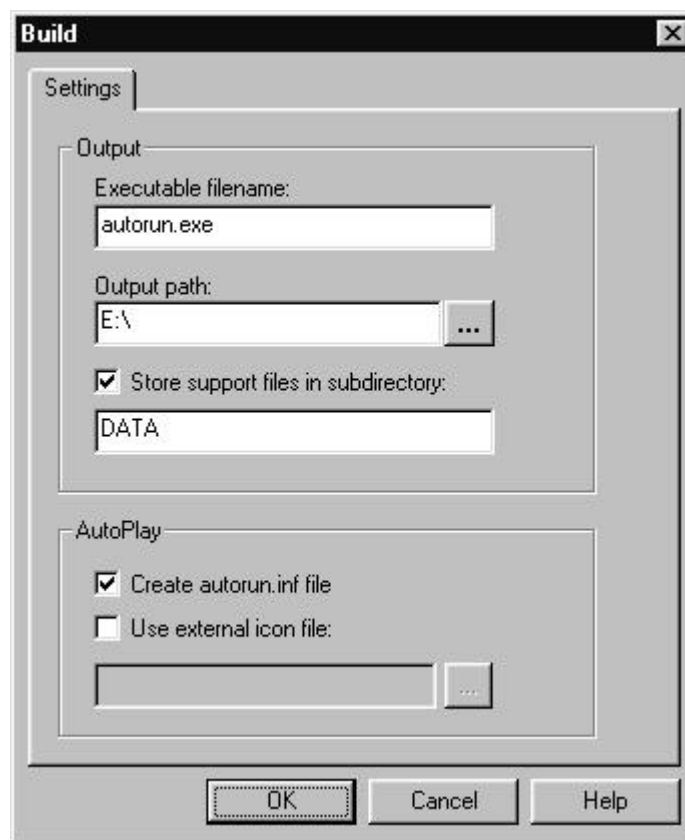 Build
Settings
Output
Executable filename:
autorun.exe
Output path:
E:\
...
Store support files in subdirectory:
DATA
AutoPlay
Create autorun.inf file
Use external icon file:
...
OK Cancel Help